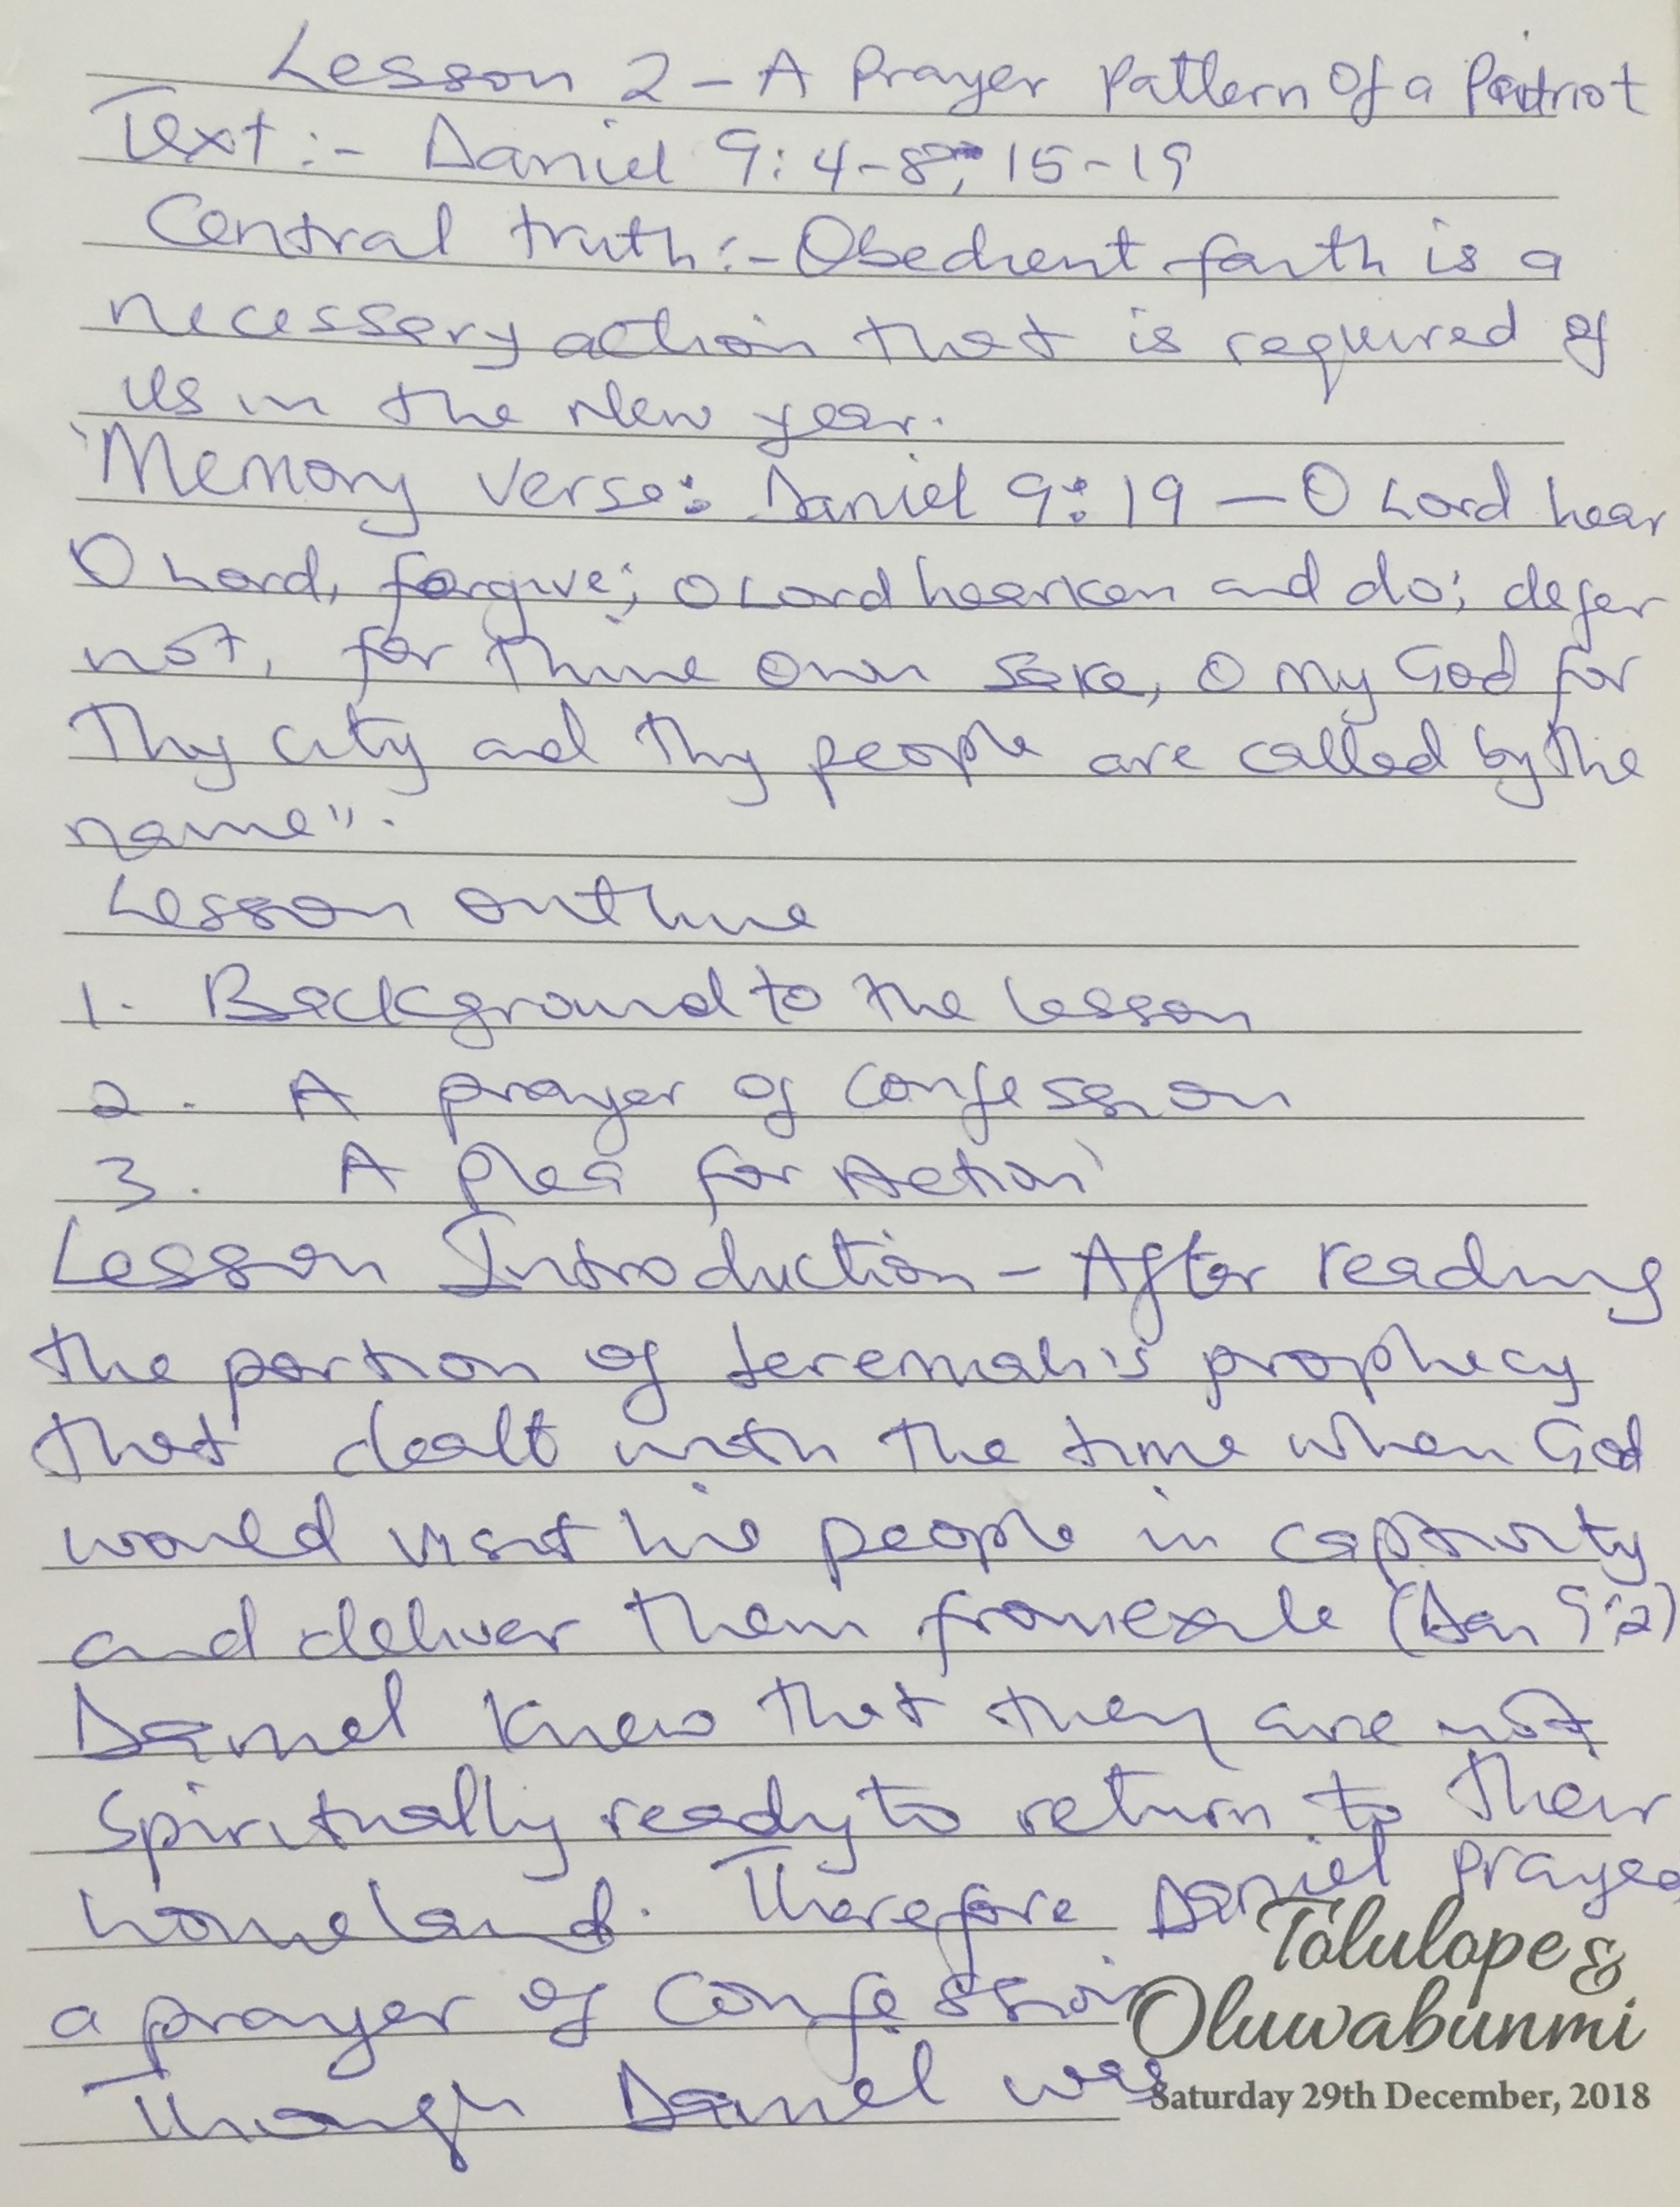 Lesson 2 - A Prayer Pattern Of a Patriot
Text :- Daniel 9: 4-8; 15-19
Central truth :- Obedient faith is a
necessary action that is required of
us in the New year.
"Memory verse: Daniel 9:19 — O Lord hear
O Lord, forgive; O Lord hearken and do; defer
not, for thine own sake, O my God for
Thy city and thy people are called by the
name".
Lesson outline
1. Background to the lesson
2. A prayer of confession
3. A plea for Action
Lesson Introduction - After reading
the portion of Jeremiah's prophecy
that dealt with the time when God
would visit his people in captivity
and deliver them from exile (Dan 9:2)
Daniel knew that they are not
spiritually ready to return to their
homeland. Therefore Daniel prayed
a prayer of confession
Though Daniel was
Tolulope &
Oluwabunmi
Saturday 29th December, 2018